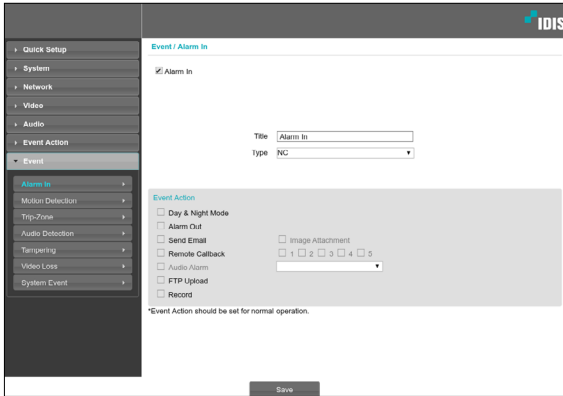 IDIS
Quick Setup
System
Network
Video
Audio
Event Action
Event
Alarm In
Motion Detection
Trip-Zone
Audio Detection
Tampering
Video Loss
System Event
Event / Alarm In
Alarm In
Title Alarm In
Type NC
Event Action
Day & Night Mode
Alarm Out
Send Email Image Attachment
Remote Callback 1 2 3 4 5
Audio Alarm
FTP Upload
Record
*Event Action should be set for normal operation.
Save